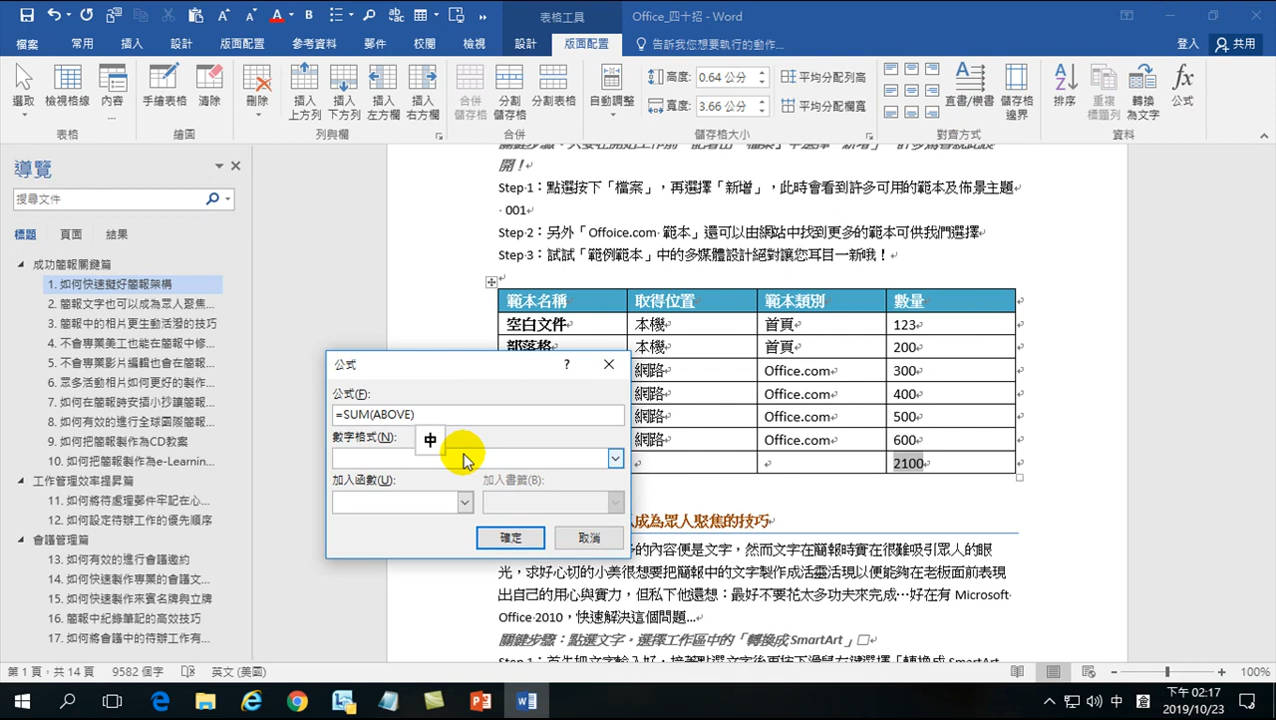 表格工具
Office_四十招 - Word
檔案 常用 插入 設計 版面配置 參考資料 郵件 校閱 檢視 設計 版面配置 告訴我您想要執行的動作... 登入 共用
選取 檢視格線 內容... 手繪表格 清除 刪除 插入上方列 插入下方列 插入左方欄 插入右方欄 合併儲存格 分割儲存格 分割表格 自動調整
高度: 0.64 公分 平均分配列高
寬度: 3.66 公分 平均分配欄寬
直書/橫書 儲存格邊界 排序 重複標題列 轉換為文字 公式
表格 繪圖 列與欄 合併 儲存格大小 對齊方式 資料
導覽
搜尋文件
標題 頁面 結果
成功簡報關鍵篇
1. 如何快速擬好簡報架構
2. 簡報文字也可以成為眾人聚焦...
3. 簡報中的相片更生動活潑的技巧
4. 不會專業美工也能在簡報中修...
5. 不會專業影片編輯也會在簡報...
6. 眾多活動相片如何更好的製作...
7. 如何在簡報時安插小抄讓簡報...
8. 如何有效的進行全球國際簡報...
9. 如何把簡報製作為CD教案
10. 如何把簡報製作為e-Learnin...
工作管理效率提昇篇
11. 如何將待處理郵件牢記在心...
12. 如何設定待辦工作的優先順序
會議管理篇
13. 如何有效的進行會議邀約
14. 如何快速製作專業的會議文...
15. 如何快速製作來賓名牌與立牌
16. 簡報中紀錄筆記的高效技巧
17. 如何將會議中的待辦工作有...
開！
Step 1：點選按下「檔案」，再選擇「新增」，此時會看到許多可用的範本及佈景主題
001
Step 2：另外「Offoice.com 範本」還可以由網站中找到更多的範本可供我們選擇
Step 3：試試「範例範本」中的多媒體設計絕對讓您耳目一新哦！
範本名稱 取得位置 範本類別 數量
空白文件 本機 首頁 123
部落格 本機 首頁 200
網路 Office.com 300
網路 Office.com 400
網路 Office.com 500
網路 Office.com 600
2100
公式
?
公式(F):
=SUM(ABOVE)
數字格式(N):
中
加入函數(U): 加入書籤(B):
確定 取消
成為眾人聚焦的技巧
的內容便是文字，然而文字在簡報時實在很難吸引眾人的眼
光，求好心切的小美很想要把簡報中的文字製作成活靈活現以便能夠在老板面前表現
出自己的用心與實力，但私下他還想：最好不要花太多功夫來完成…好在有 Microsoft
Office 2010，快速解決這個問題...
關鍵步驟：點選文字，選擇工作區中的「轉換成 SmartArt」
Step 1：首先把文字輸入好，接著點選文字後再按下滑鼠右鍵選擇「轉換成 SmartArt
第 1 頁，共 14 頁 9582 個字 英文 (美國) 100%
中 倉 下午 02:17
2019/10/23